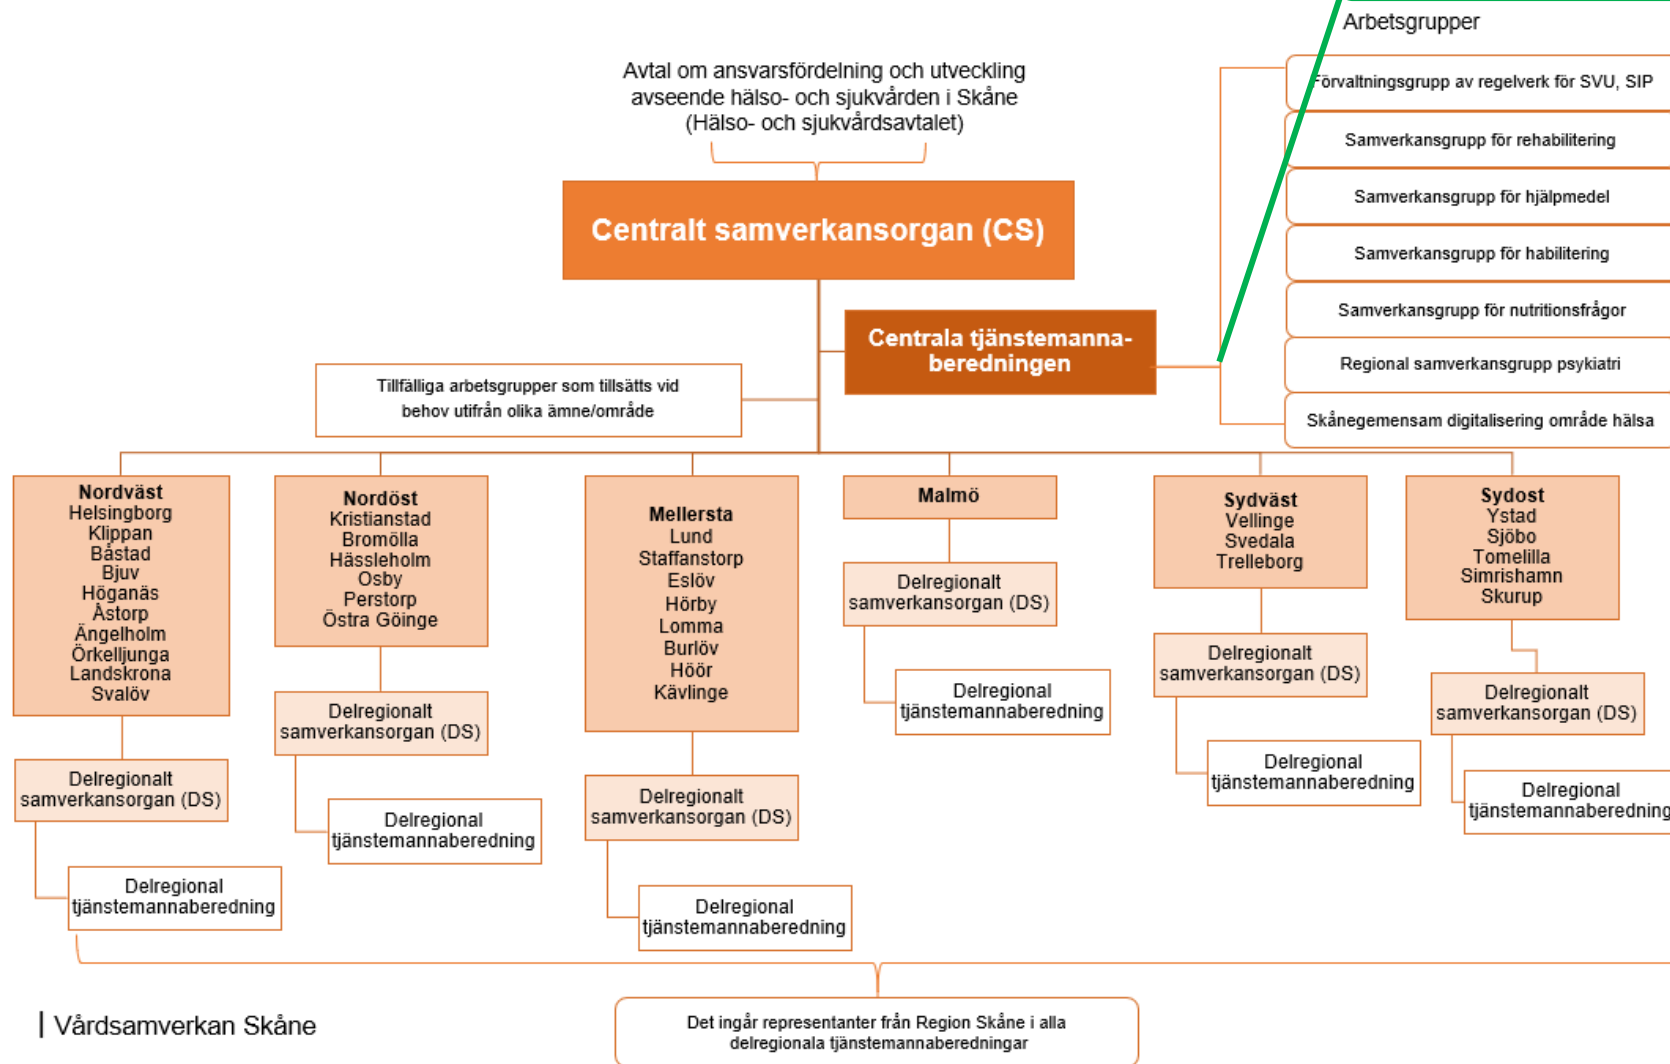 Arbetsgrupper
Avtal om ansvarsfördelning och utveckling
avseende hälso- och sjukvården i Skåne
(Hälso- och sjukvårdsavtalet)
Förvaltningsgrupp av regelverk för SVU, SIP
Samverkansgrupp för rehabilitering
Samverkansgrupp för hjälpmedel
Samverkansgrupp för habilitering
Samverkansgrupp för nutritionsfrågor
Regional samverkansgrupp psykiatri
Skånegemensam digitalisering område hälsa
Centralt samverkansorgan (CS)
Centrala tjänstemanna-
beredningen
Tillfälliga arbetsgrupper som tillsätts vid
behov utifrån olika ämne/område
Nordväst
Helsingborg
Klippan
Båstad
Bjuv
Höganäs
Åstorp
Ängelholm
Örkelljunga
Landskrona
Svalöv
Delregionalt
samverkansorgan (DS)
Delregional
tjänstemannaberedning
Nordöst
Kristianstad
Bromölla
Hässleholm
Osby
Perstorp
Östra Göinge
Delregionalt
samverkansorgan (DS)
Delregional
tjänstemannaberedning
Mellersta
Lund
Staffanstorp
Eslöv
Hörby
Lomma
Burlöv
Höör
Kävlinge
Delregionalt
samverkansorgan (DS)
Delregional
tjänstemannaberedning
Malmö
Delregionalt
samverkansorgan (DS)
Delregional
tjänstemannaberedning
Sydväst
Vellinge
Svedala
Trelleborg
Delregionalt
samverkansorgan (DS)
Delregional
tjänstemannaberedning
Sydost
Ystad
Sjöbo
Tomelilla
Simrishamn
Skurup
Delregionalt
samverkansorgan (DS)
Delregional
tjänstemannaberedning
Det ingår representanter från Region Skåne i alla
delregionala tjänstemannaberedningar
| Vårdsamverkan Skåne